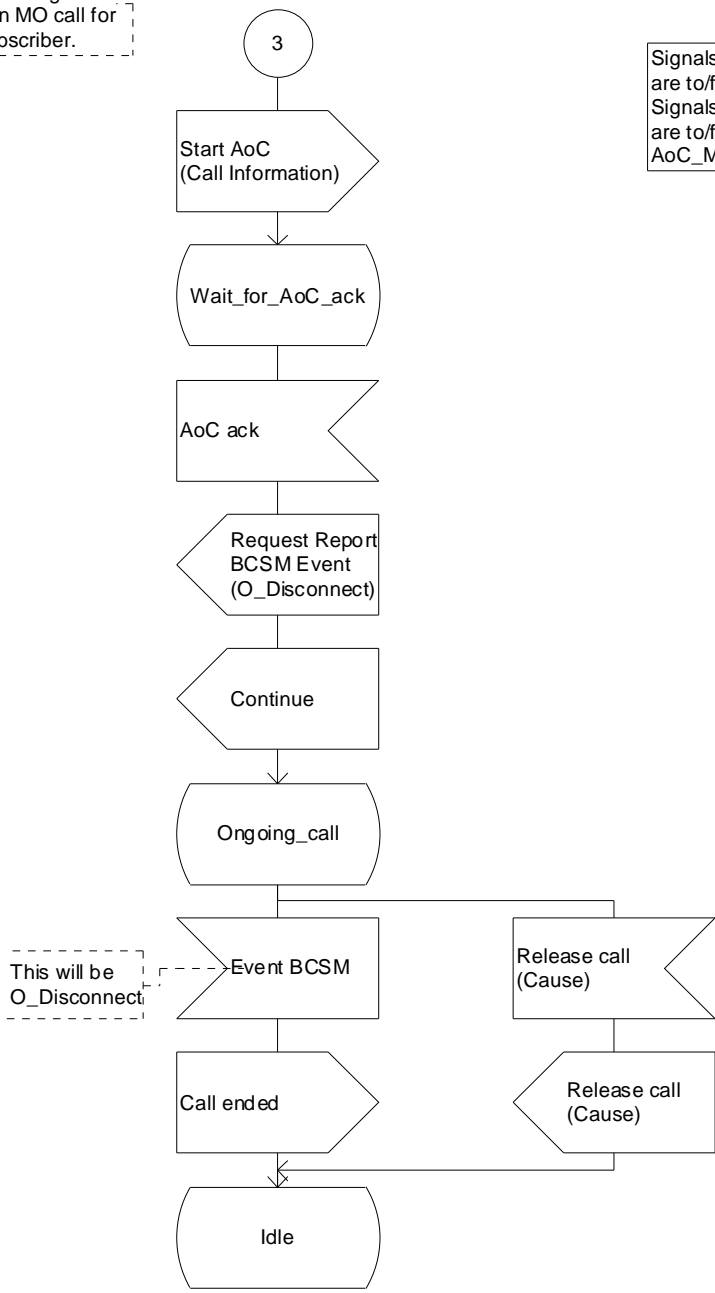 n MO call for
oscriber.
3
Signals
are to/f
Signals
are to/f
AoC_M
Start AoC
(Call Information)
Wait_for_AoC_ack
AoC ack
Request Report
BCSM Event
(O_Disconnect)
Continue
Ongoing_call
This will be
O_Disconnect
Event BCSM
Release call
(Cause)
Call ended
Release call
(Cause)
Idle